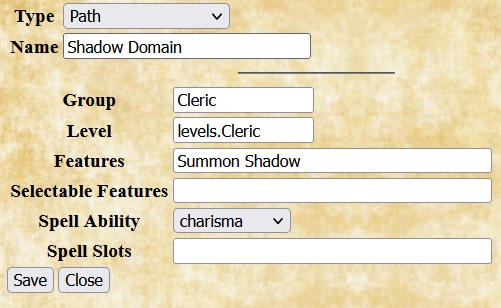 Type Path
Name Shadow Domain
Group Cleric
Level levels.Cleric
Features Summon Shadow
Selectable Features
Spell Ability charisma
Spell Slots
Save Close